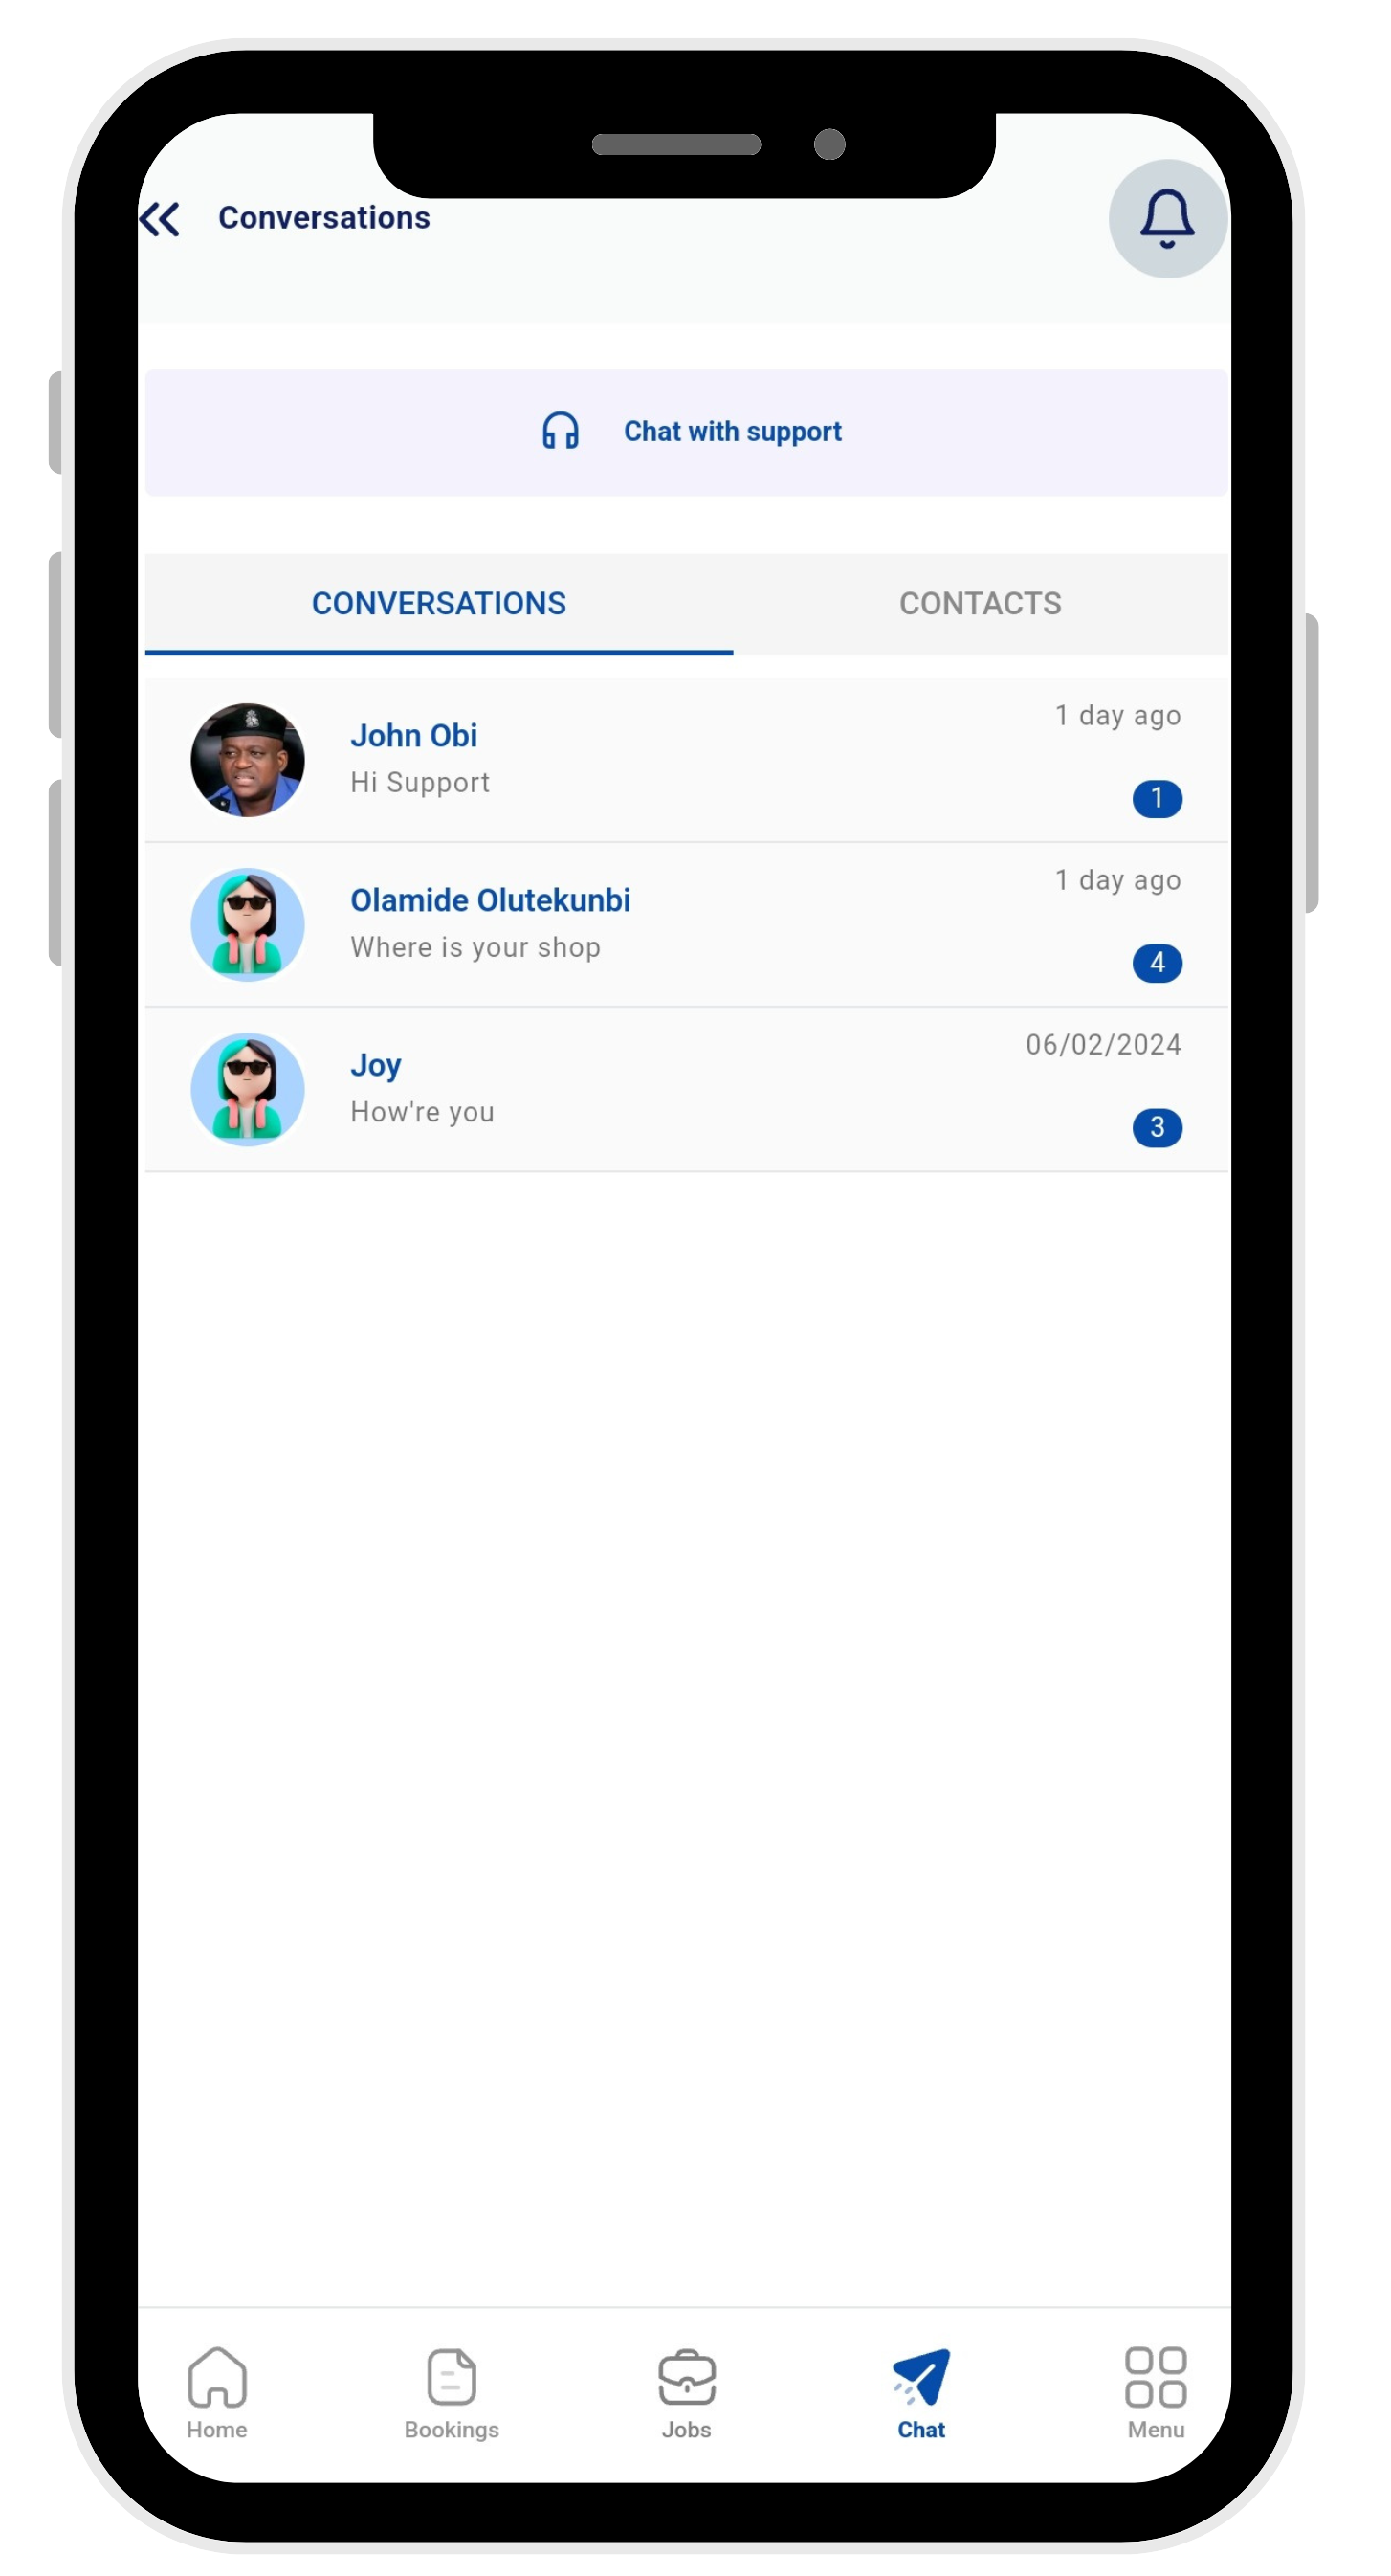 Conversations
Chat with support
CONVERSATIONS CONTACTS
John Obi 1 day ago
Hi Support 1
Olamide Olutekunbi 1 day ago
Where is your shop 4
Joy 06/02/2024
How're you 3
Home Bookings Jobs Chat Menu